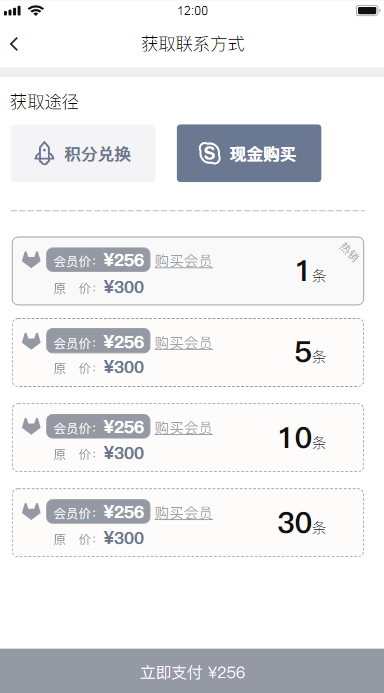 12:00
获取联系方式
获取途径
积分兑换 现金购买
热销
会员价: ¥256 购买会员 1条
原 价: ¥300
会员价: ¥256 购买会员 5条
原 价: ¥300
会员价: ¥256 购买会员 10条
原 价: ¥300
会员价: ¥256 购买会员 30条
原 价: ¥300
立即支付 ¥256